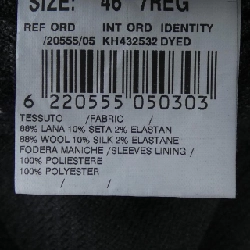 SIZE: 46 7REG
REF ORD INT ORD IDENTITY
/20555/05 KH432532 DYED
6 220555 050303
TESSUTO /FABRIC /
88% LANA 10% SETA 2% ELASTAN
88% WOOL 10% SILK 2% ELASTANE
FODERA MANICHE /SLEEVES LINING /
100% POLIESTERE
100% POLYESTER
/ /